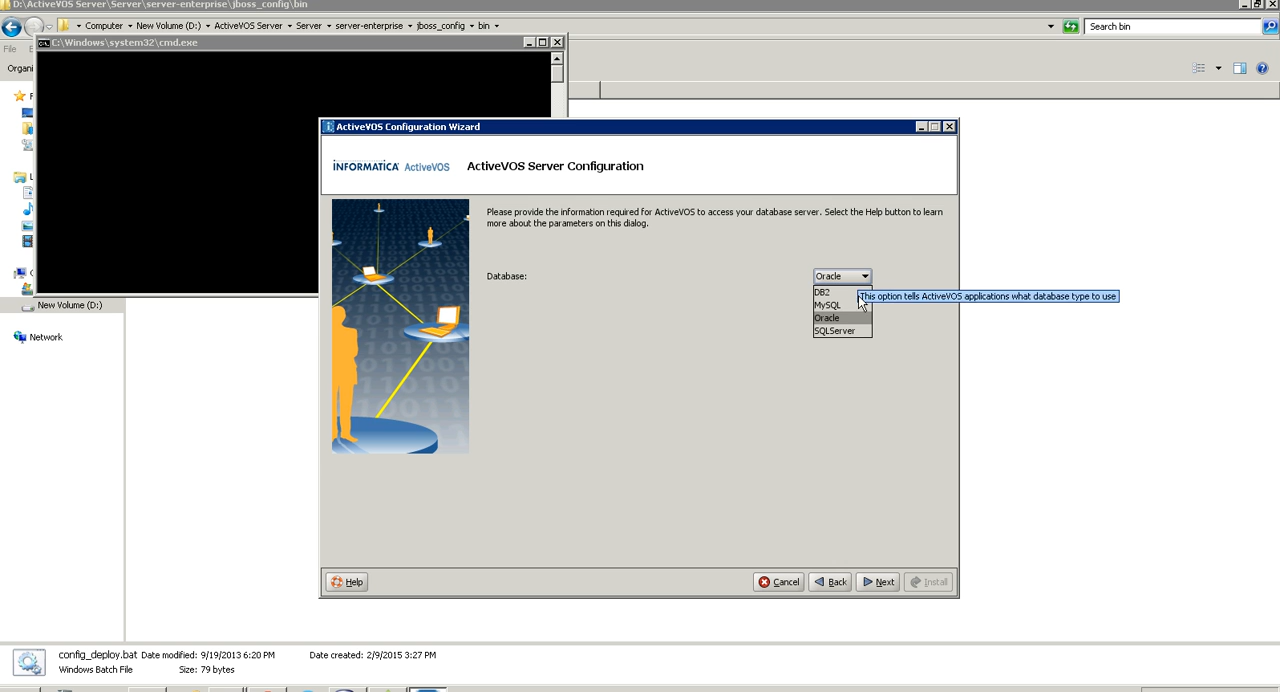 D:\ActiveVOS Server\Server\server-enterprise\jboss_config\bin
Computer New Volume (D:) ActiveVOS Server Server server-enterprise jboss_config bin
Search bin
C:\Windows\system32\cmd.exe
File
Organi
ActiveVOS Configuration Wizard
INFORMATICA ActiveVOS
ActiveVOS Server Configuration
Please provide the information required for ActiveVOS to access your database server. Select the Help button to learn
more about the parameters on this dialog.
Database:
Oracle
DB2
MySQL
Oracle
SQLServer
This option tells ActiveVOS applications what database type to use
New Volume (D:)
Network
Help
Cancel
Back
Next
Install
config_deploy.bat Date modified: 9/19/2013 6:20 PM Date created: 2/9/2015 3:27 PM
Windows Batch File Size: 79 bytes